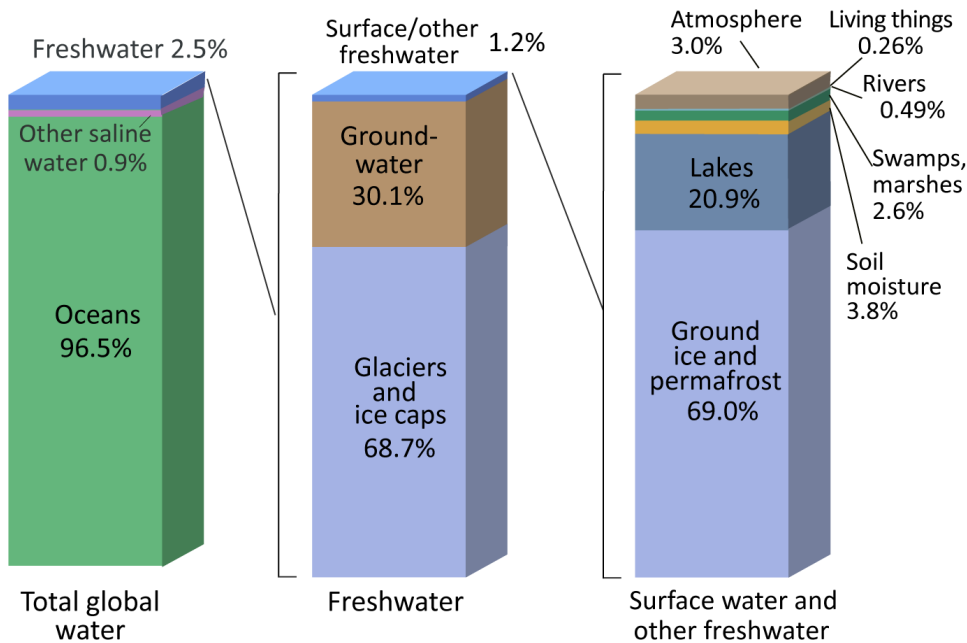 Freshwater 2.5%
Other saline
water 0.9%
Oceans
96.5%
Total global
water
Surface/other
freshwater
1.2%
Ground-
water
30.1%
Glaciers
and
ice caps
68.7%
Freshwater
Atmosphere
3.0%
Living things
0.26%
Rivers
0.49%
Swamps,
marshes
2.6%
Soil
moisture
3.8%
Lakes
20.9%
Ground
ice and
permafrost
69.0%
Surface water and
other freshwater